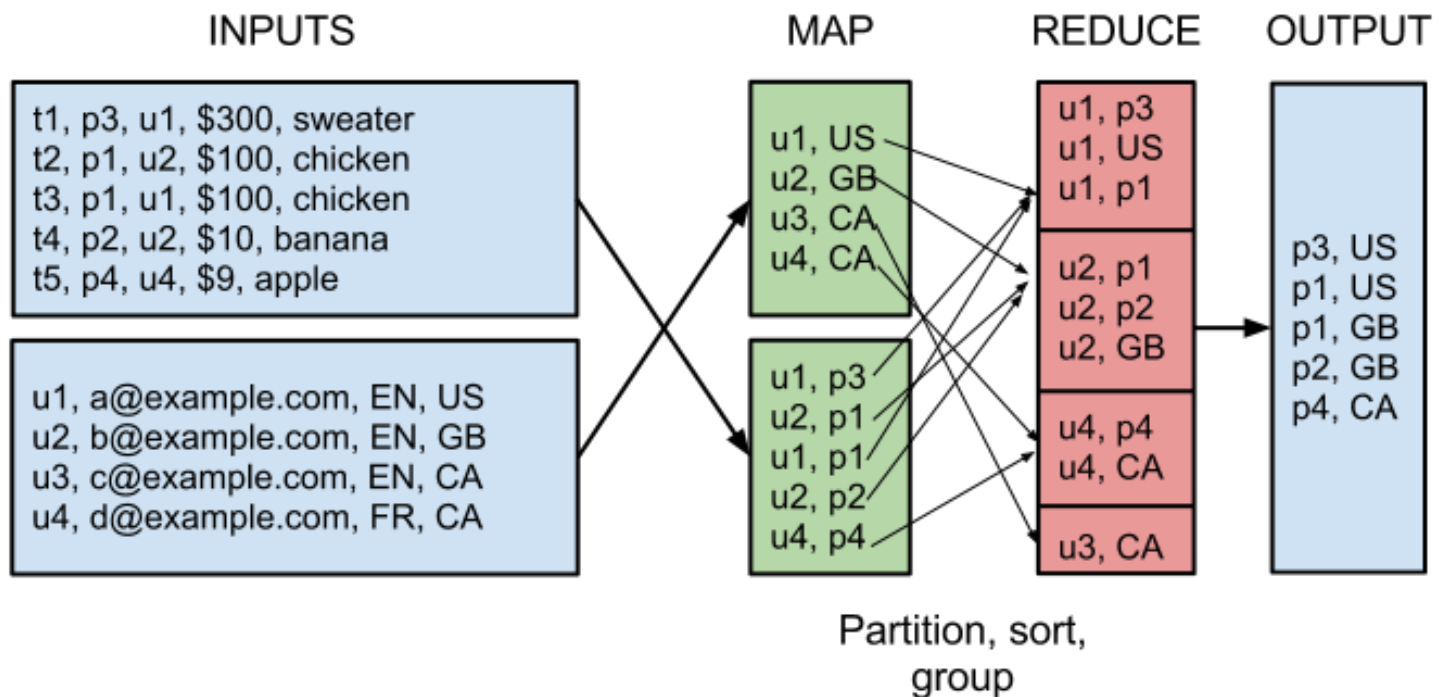 INPUTS
MAP
REDUCE
OUTPUT
t1, p3, u1, $300, sweater
t2, p1, u2, $100, chicken
t3, p1, u1, $100, chicken
t4, p2, u2, $10, banana
t5, p4, u4, $9, apple
u1, a@example.com, EN, US
u2, b@example.com, EN, GB
u3, c@example.com, EN, CA
u4, d@example.com, FR, CA
u1, US
u2, GB
u3, CA
u4, CA
u1, p3
u2, p1
u1, p1
u2, p2
u4, p4
u1, p3
u1, US
u1, p1
u2, p1
u2, p2
u2, GB
u4, p4
u4, CA
u3, CA
p3, US
p1, US
p1, GB
p2, GB
p4, CA
Partition, sort,
group